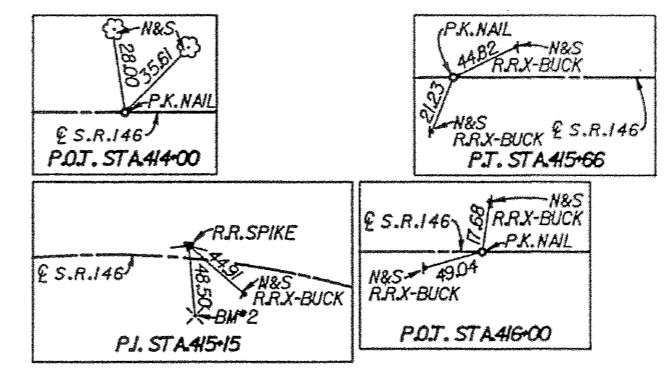 N&S
28.00
35.61
P.K. NAIL
℄ S.R. 146
P.O.T. STA. 414+00
P.K. NAIL
44.82
N&S
R.R.X-BUCK
21.23
N&S
R.R.X-BUCK
℄ S.R. 146
P.T. STA. 415+66
R.R. SPIKE
℄ S.R. 146
44.91
48.50
N&S
R.R.X-BUCK
BM#2
P.I. STA. 415+15
N&S
℄ S.R. 146
17.68
R.R.X-BUCK
P.K. NAIL
N&S
49.04
R.R.X-BUCK
P.O.T. STA. 416+00